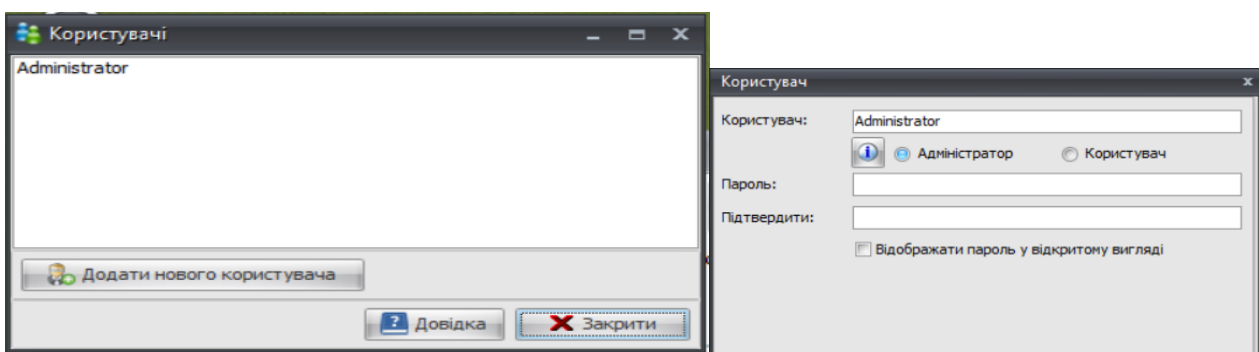 Користувачі
Administrator
Додати нового користувача
Довідка
Закрити
Користувач
Користувач:
Administrator
Адміністратор
Користувач
Пароль:
Підтвердити:
Відображати пароль у відкритому вигляді